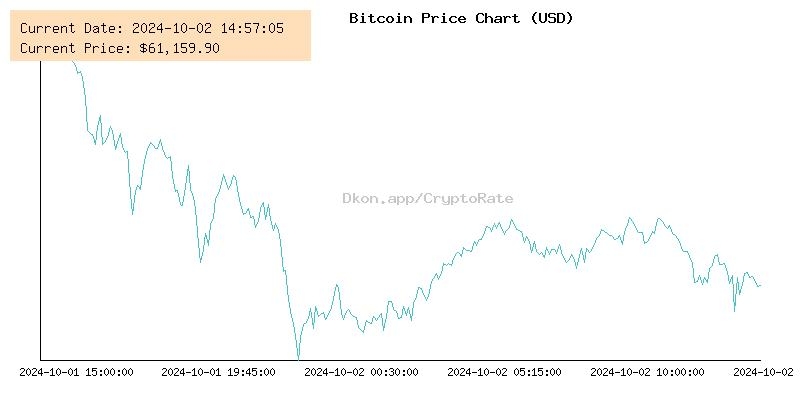 Bitcoin Price Chart (USD)
Current Date: 2024-10-02 14:57:05
Current Price: $61,159.90
Dkon.app/CryptoRate
2024-10-01 15:00:00 2024-10-01 19:45:00 2024-10-02 00:30:00 2024-10-02 05:15:00 2024-10-02 10:00:00 2024-10-02